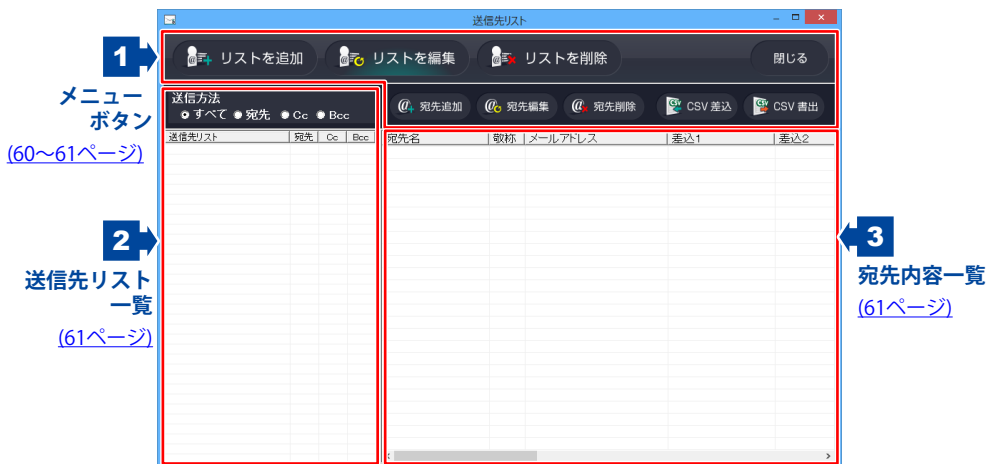 送信先リスト
1
メニュー
ボタン
(60～61ページ)
リストを追加 リストを編集 リストを削除 閉じる
送信方法
すべて 宛先 Cc Bcc
宛先追加 宛先編集 宛先削除 CSV 差込 CSV 書出
送信先リスト 宛先 Cc Bcc
宛先名 敬称 メールアドレス 差込1 差込2
2
送信先リスト
一覧
(61ページ)
3
宛先内容一覧
(61ページ)